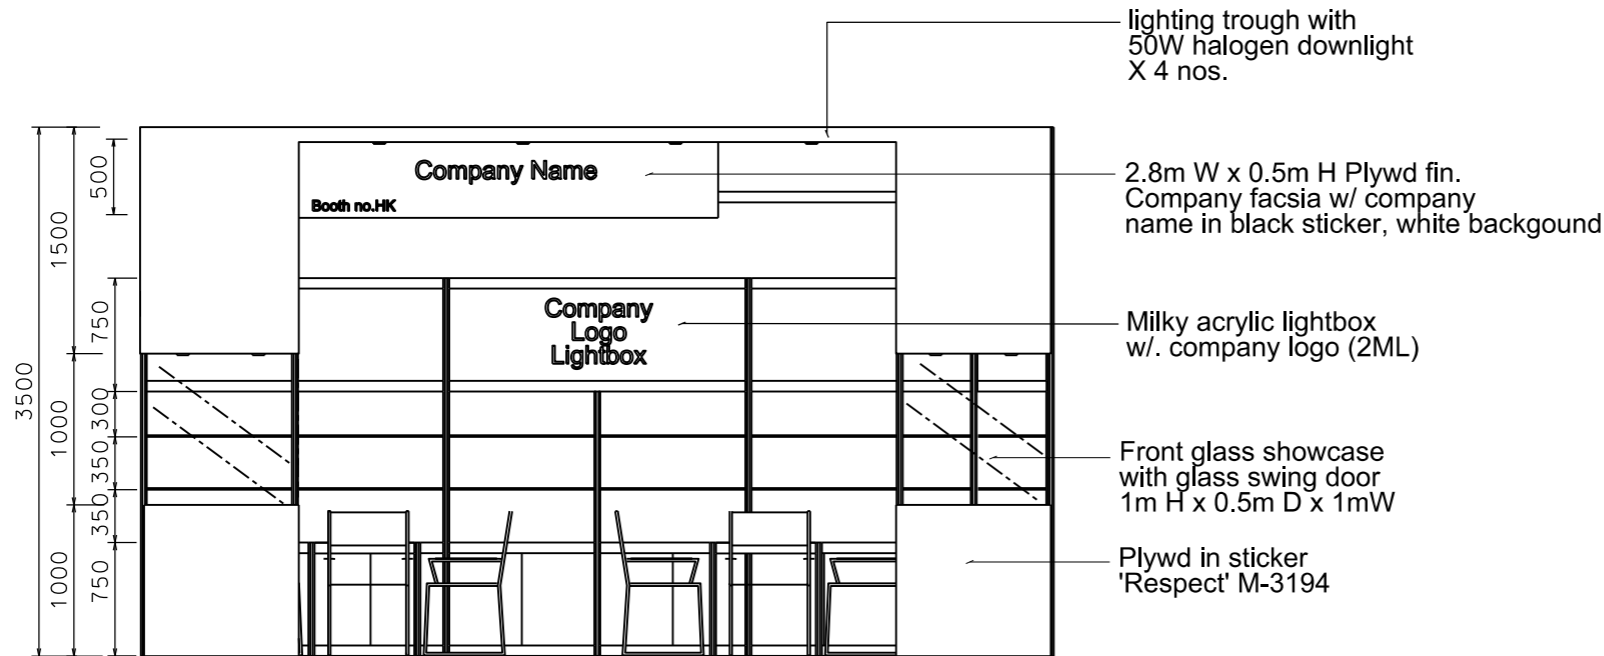 lighting trough with
50W halogen downlight
X 4 nos.
Company Name
Booth no.HK
2.8m W x 0.5m H Plywd fin.
Company facsia w/ company
name in black sticker, white backgound
Company
Logo
Lightbox
Milky acrylic lightbox
w/. company logo (2ML)
Front glass showcase
with glass swing door
1m H x 0.5m D x 1mW
Plywd in sticker
'Respect' M-3194
3500
1500
1000
1000
500
750
300
350
350
750